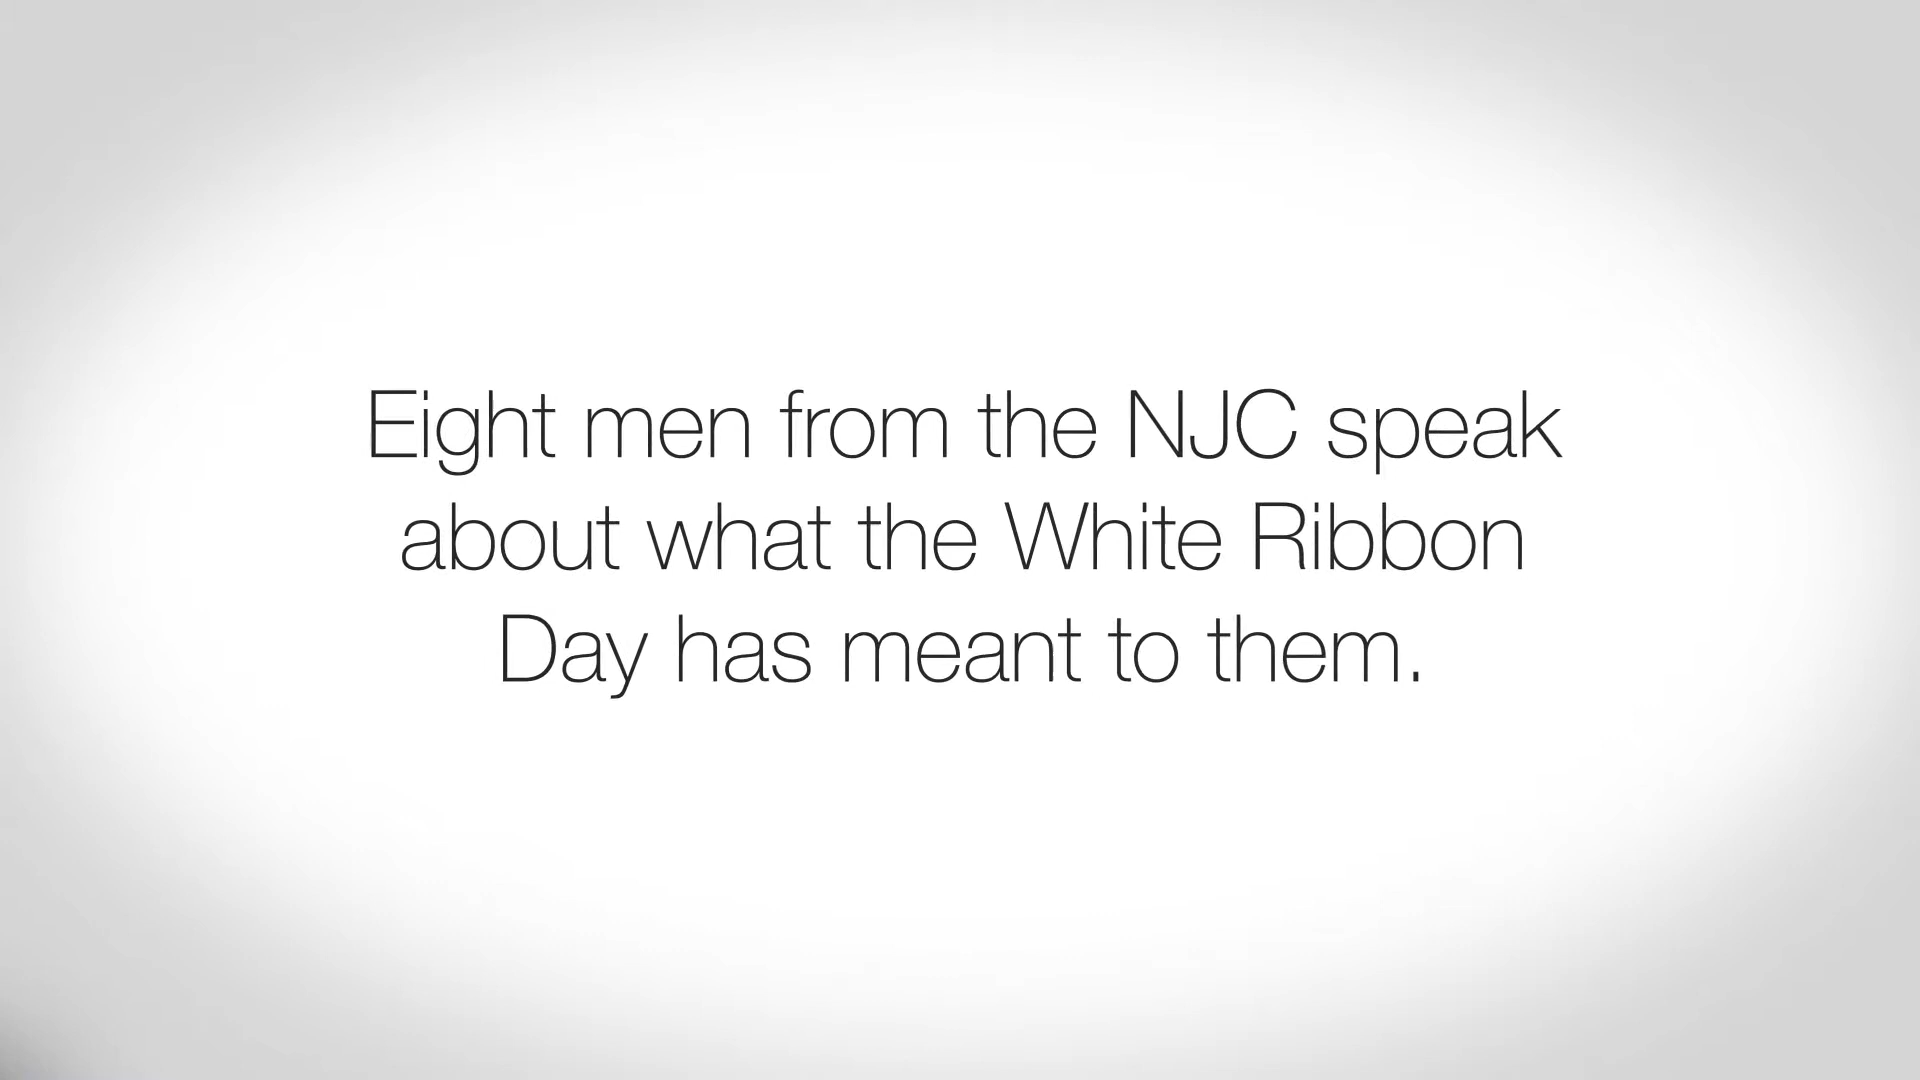 Eight men from the NJC speak
about what the White Ribbon
Day has meant to them.